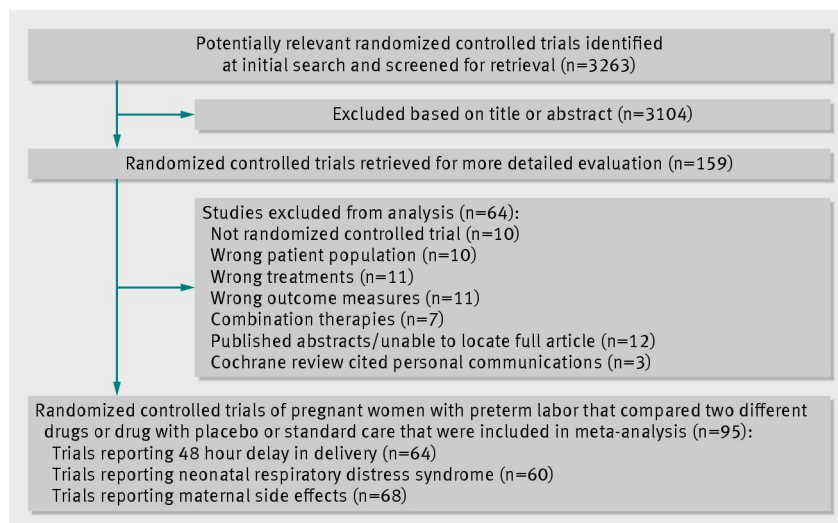 Potentially relevant randomized controlled trials identified
at initial search and screened for retrieval (n=3263)
Excluded based on title or abstract (n=3104)
Randomized controlled trials retrieved for more detailed evaluation (n=159)
Studies excluded from analysis (n=64):
Not randomized controlled trial (n=10)
Wrong patient population (n=10)
Wrong treatments (n=11)
Wrong outcome measures (n=11)
Combination therapies (n=7)
Published abstracts/unable to locate full article (n=12)
Cochrane review cited personal communications (n=3)
Randomized controlled trials of pregnant women with preterm labor that compared two different
drugs or drug with placebo or standard care that were included in meta-analysis (n=95):
Trials reporting 48 hour delay in delivery (n=64)
Trials reporting neonatal respiratory distress syndrome (n=60)
Trials reporting maternal side effects (n=68)